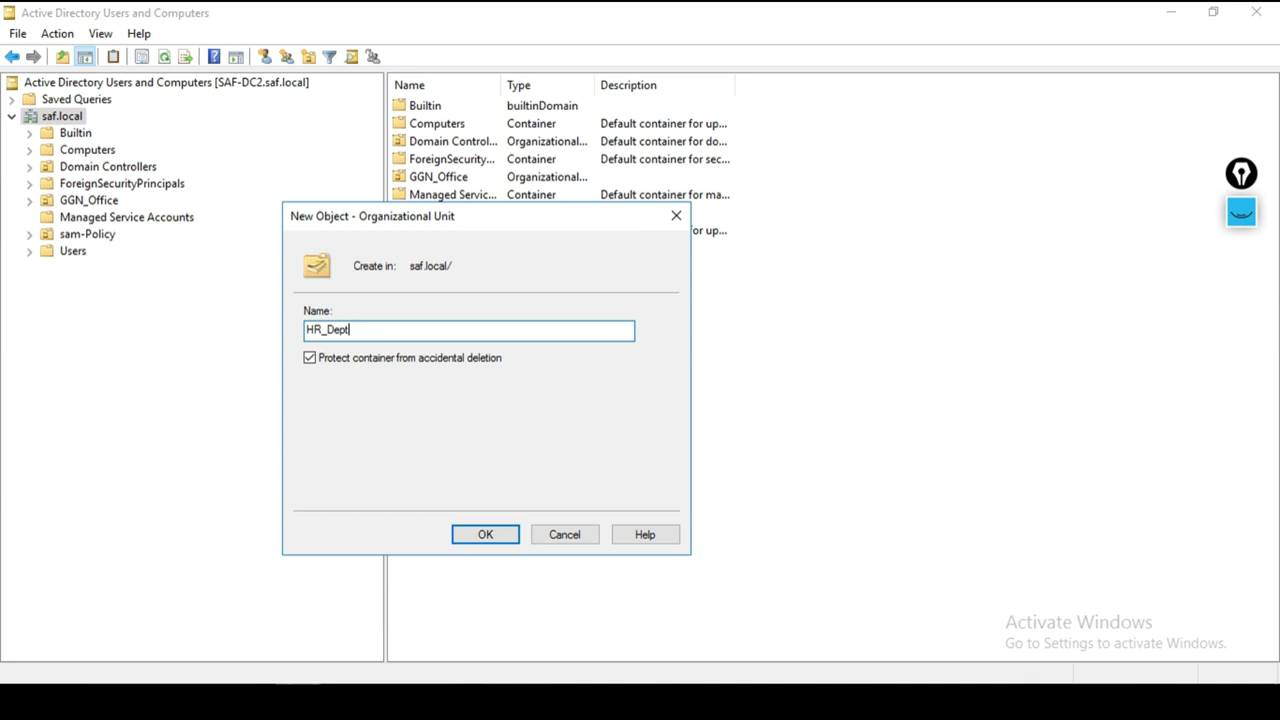 Active Directory Users and Computers
File Action View Help
Active Directory Users and Computers [SAF-DC2.saf.local]
Saved Queries
saf.local
Builtin
Computers
Domain Controllers
ForeignSecurityPrincipals
GGN_Office
Managed Service Accounts
sam-Policy
Users
Name Type Description
Builtin builtinDomain
Computers Container Default container for up...
Domain Control... Organizational... Default container for do...
ForeignSecurity... Container Default container for sec...
GGN_Office Organizational...
Managed Servic... Container Default container for ma...
or up...
New Object - Organizational Unit
Create in: saf.local/
Name:
HR_Dept
Protect container from accidental deletion
OK Cancel Help
Activate Windows
Go to Settings to activate Windows.